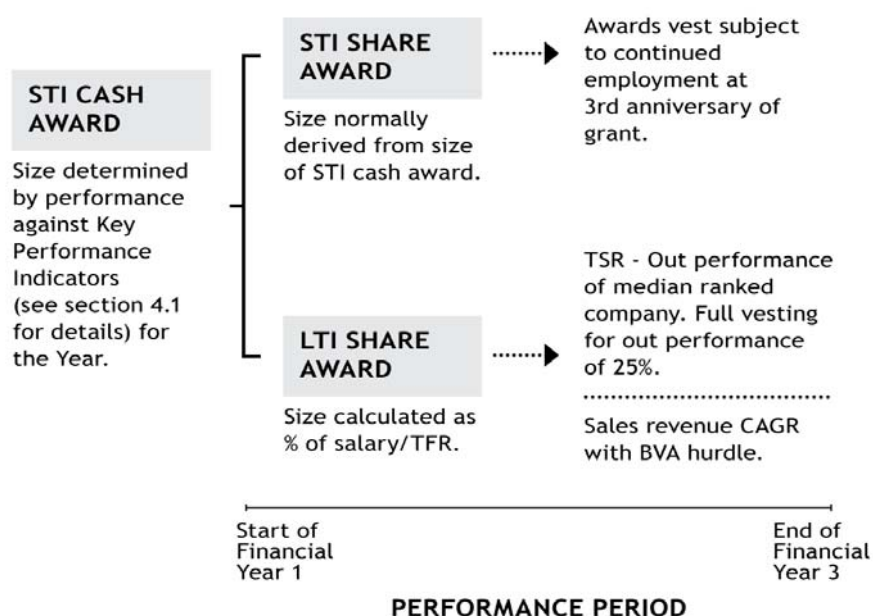 STI CASH
AWARD
Size determined
by performance
against Key
Performance
Indicators
(see section 4.1
for details) for
the Year.
STI SHARE
AWARD
Size normally
derived from size
of STI cash award.
Awards vest subject
to continued
employment at
3rd anniversary of
grant.
LTI SHARE
AWARD
Size calculated as
% of salary/TFR.
TSR - Out performance
of median ranked
company. Full vesting
for out performance
of 25%.
Sales revenue CAGR
with BVA hurdle.
Start of
Financial
Year 1
End of
Financial
Year 3
PERFORMANCE PERIOD